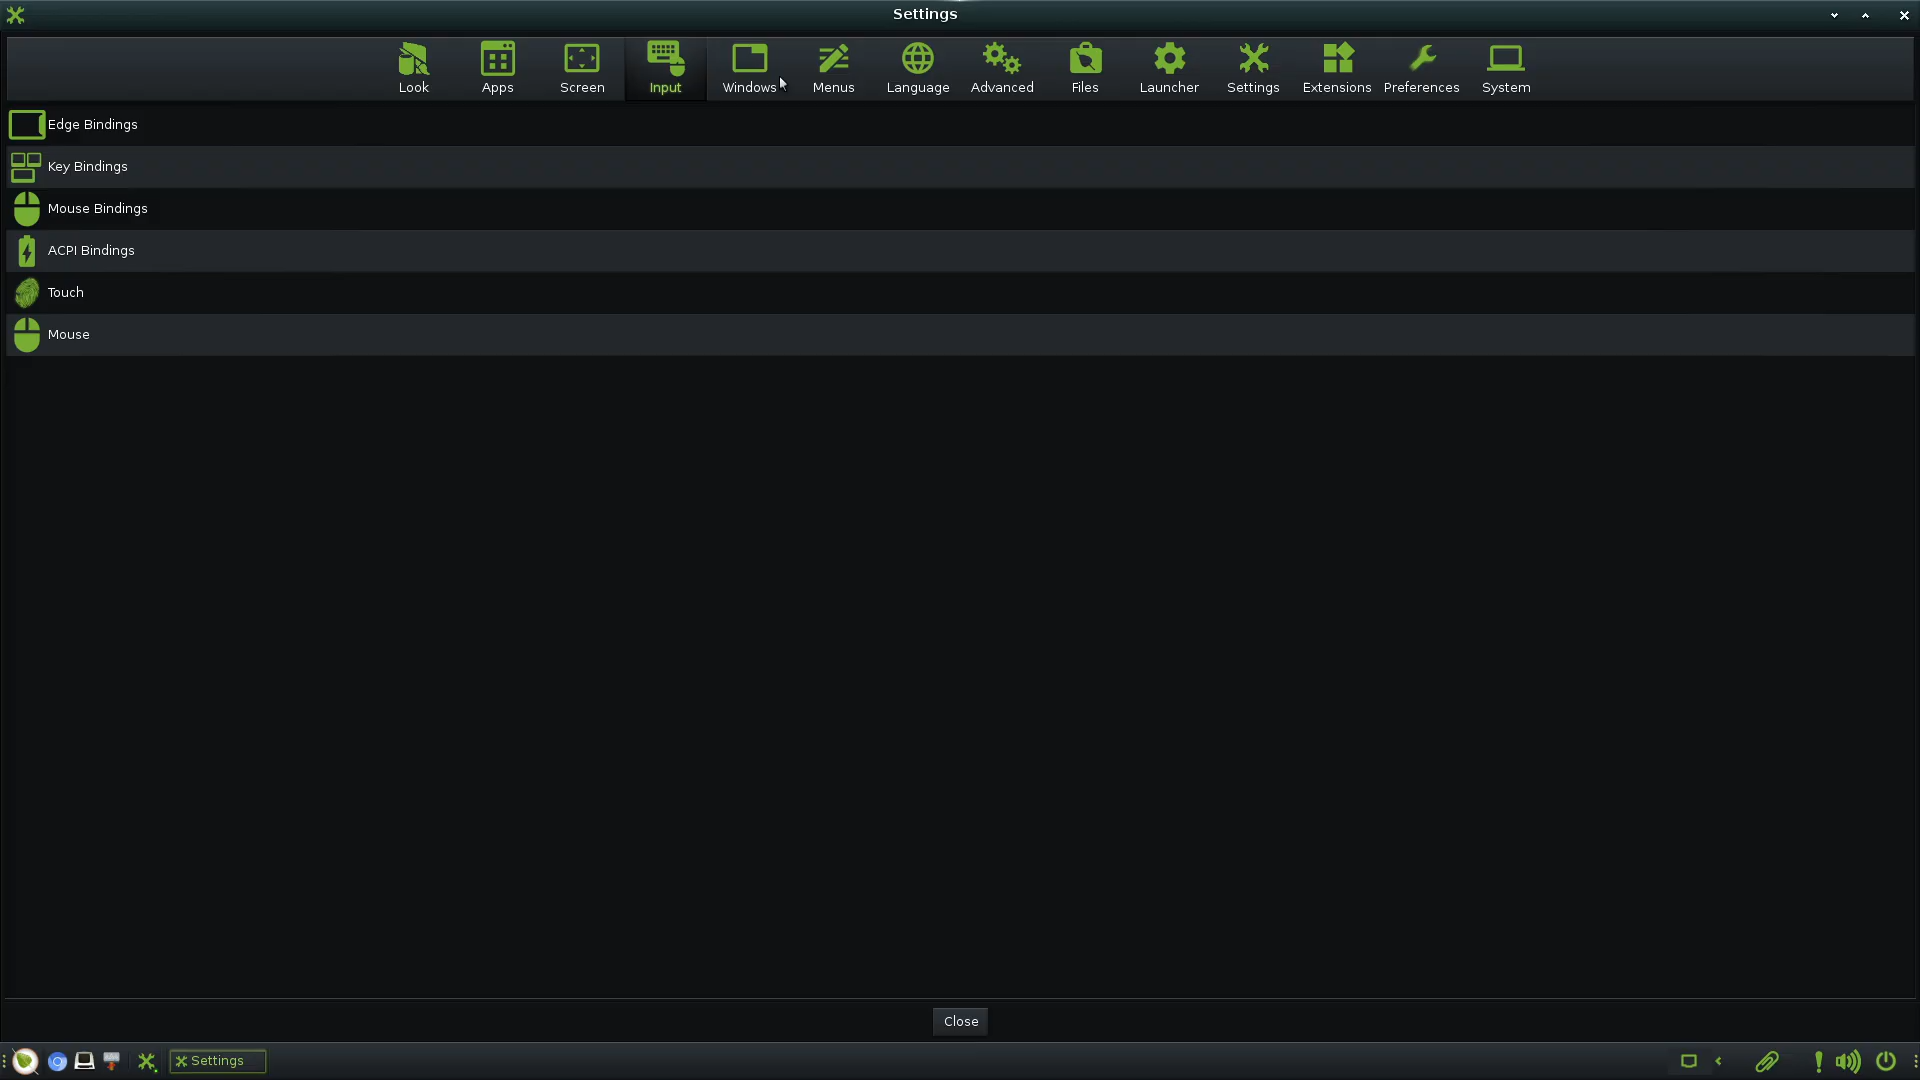 Settings
Look Apps Screen Input Windows Menus Language Advanced Files Launcher Settings Extensions Preferences System
Edge Bindings
Key Bindings
Mouse Bindings
ACPI Bindings
Touch
Mouse
Close
Settings